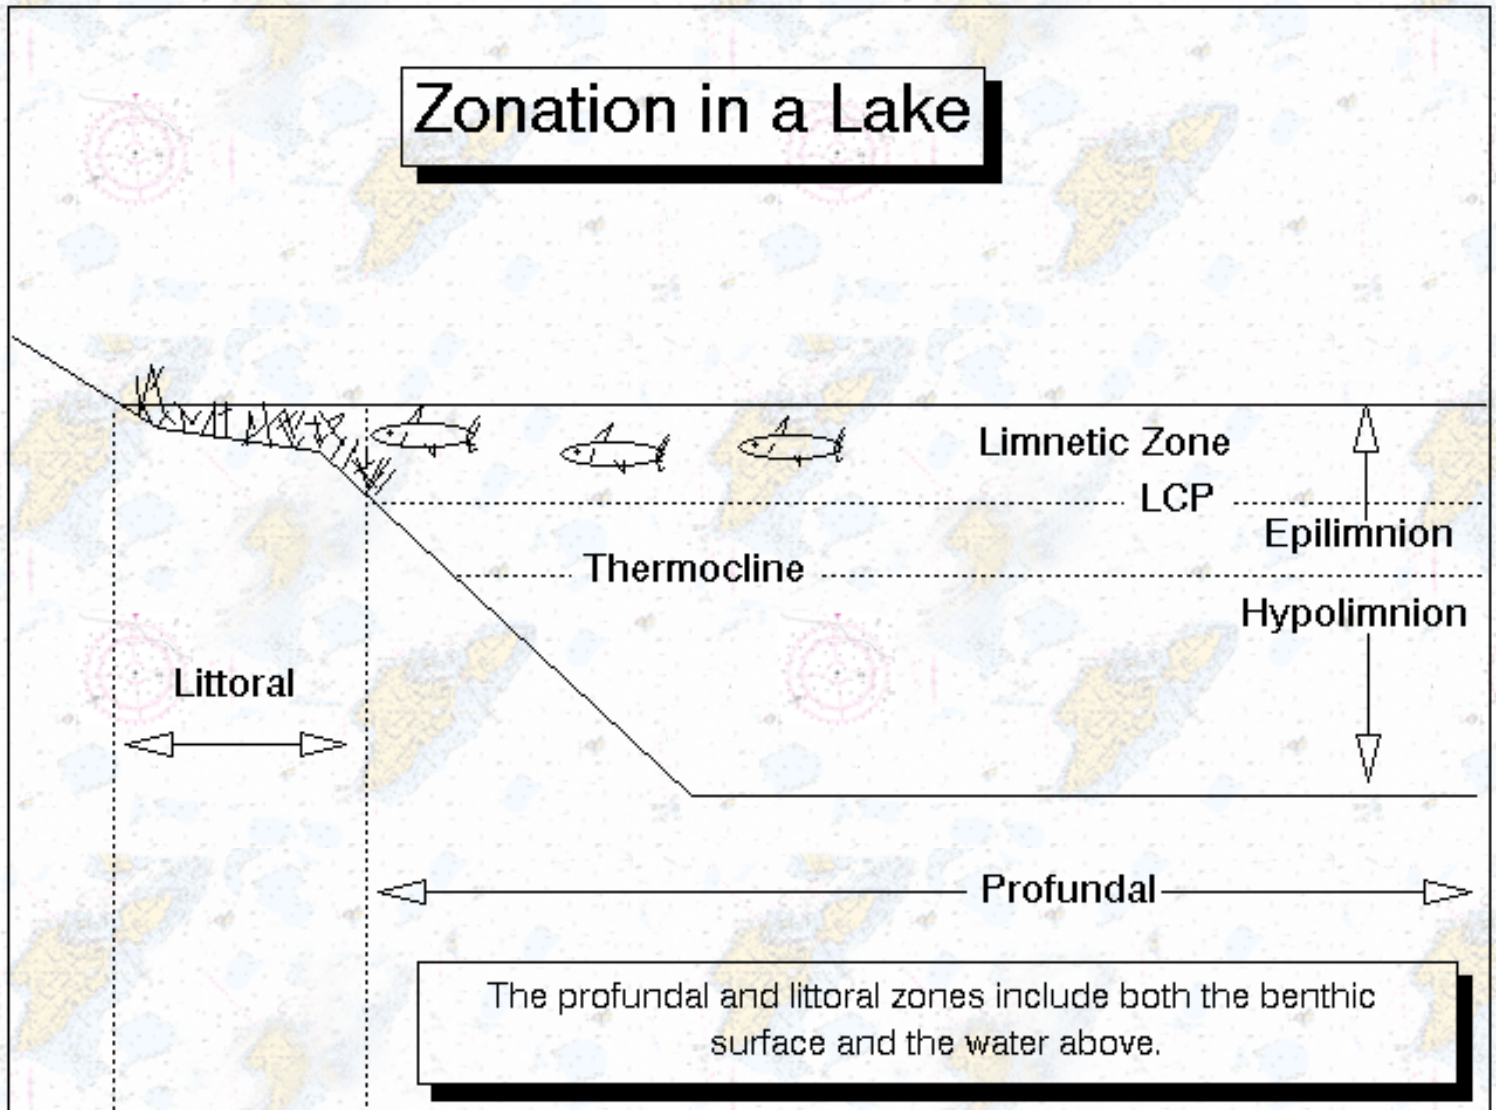 Zonation in a Lake
Limnetic Zone
LCP
Epilimnion
Thermocline
Hypolimnion
Littoral
Profundal
The profundal and littoral zones include both the benthic
surface and the water above.